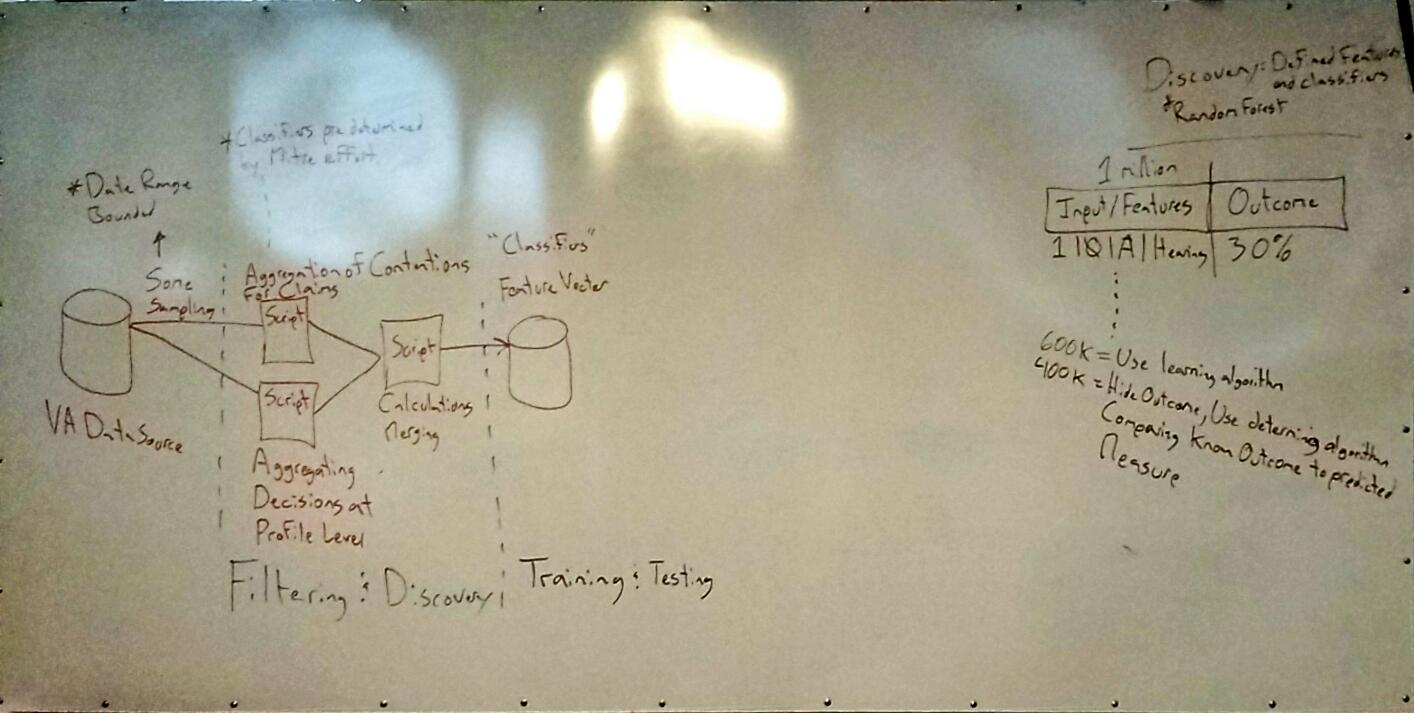 * Classifiers predetermined
by Mitre effort
* Date Range
Bounded
Some
Sampling
VA Data Source
Aggregation of Contentions
For Claims
Script
Script
Aggregating
Decisions at
Profile Level
Script
Calculations
Merging
"Classifiers"
Feature Vector
Filtering & Discovery
Training & Testing
Discovery: Defined Features
and classifiers
* Random Forest
1 million
Input/Features Outcome
1|Q|A|Hearing 30%
600K = Use learning algorithm
400K = Hide Outcome, Use determing algorithm
Comparing Known Outcome to predicted
Measure